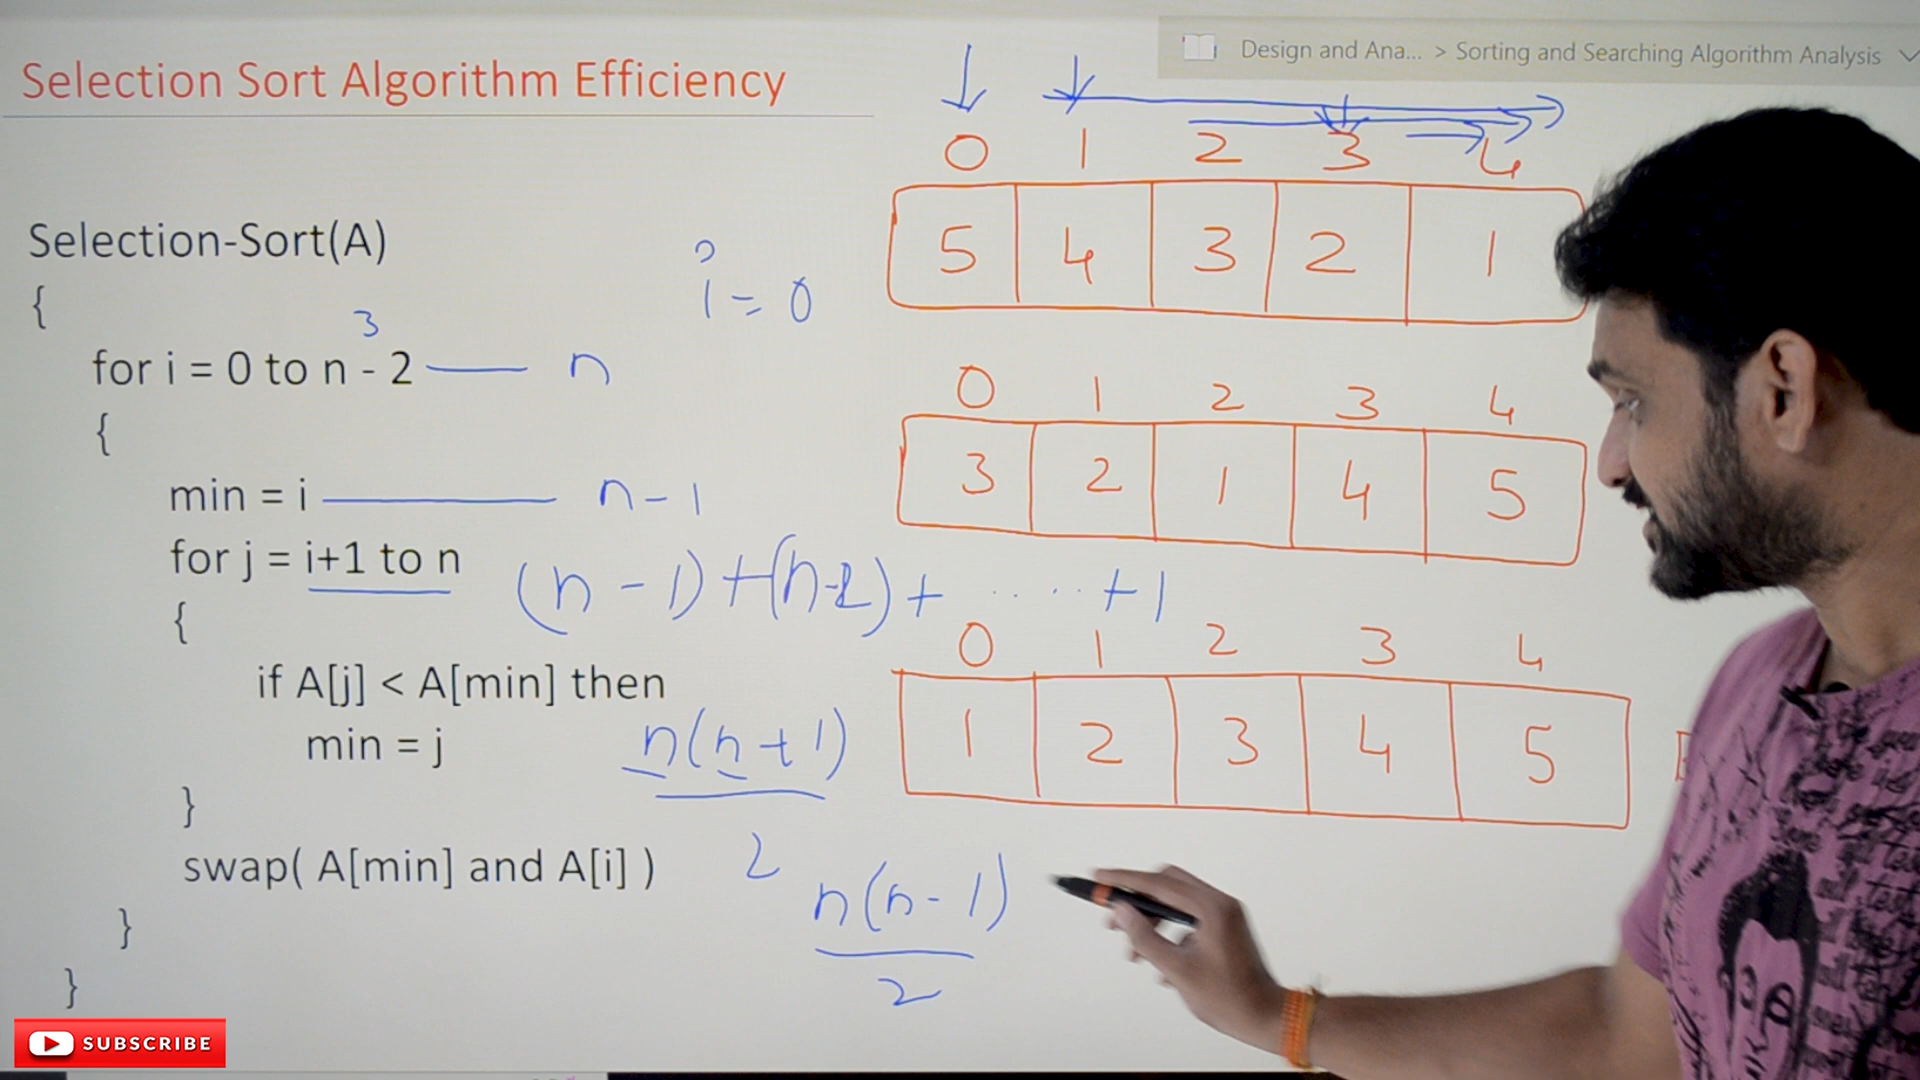 Design and Ana... > Sorting and Searching Algorithm Analysis
Selection Sort Algorithm Efficiency
0 1 2 3 4
5 4 3 2 1
Selection-Sort(A)
{
i = 0
3
for i = 0 to n - 2 — n
{
0 1 2 3 4
3 2 1 4 5
min = i — n - 1
for j = i+1 to n (n - 1) + (n-2) + ..... + 1
{
0 1 2 3 4
1 2 3 4 5
if A[j] < A[min] then
min = j
n(n+1)
2
}
swap( A[min] and A[i] )
n(n-1)
2
}
}
SUBSCRIBE